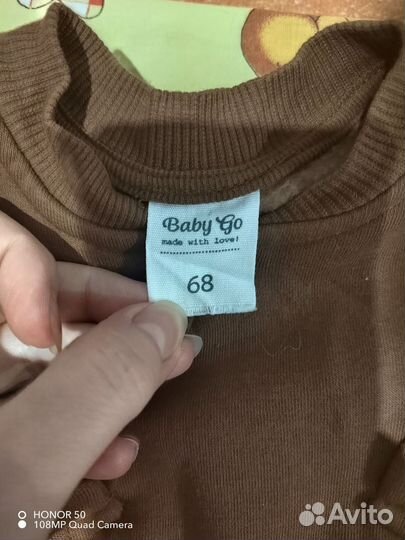 Baby Go
made with love!
68
HONOR 50
108MP Quad Camera
Avito